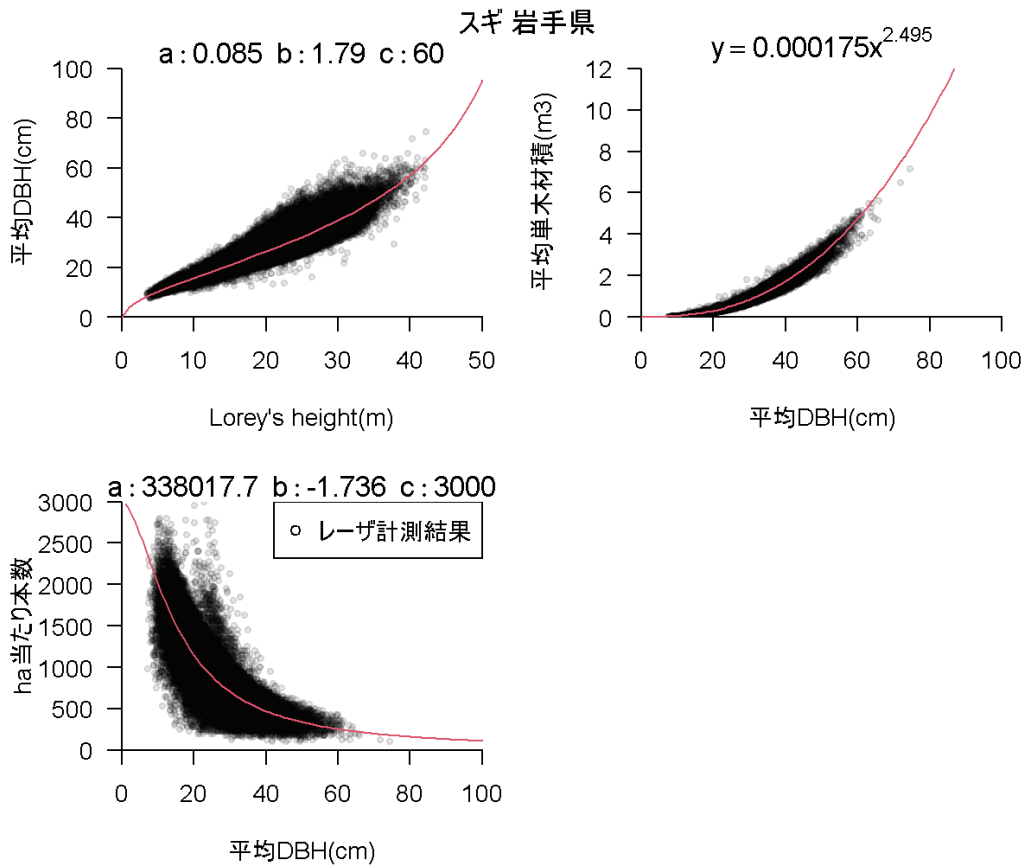 スギ 岩手県
a : 0.085 b : 1.79 c : 60
平均DBH(cm)
100
80
60
40
20
0
0 10 20 30 40 50
Lorey's height(m)
y = 0.000175x^2.495
平均単木材積(m3)
12
10
8
6
4
2
0
0 20 40 60 80 100
平均DBH(cm)
a : 338017.7 b : -1.736 c : 3000
ha当たり本数
3000
2500
2000
1500
1000
500
0
レーザ計測結果
0 20 40 60 80 100
平均DBH(cm)